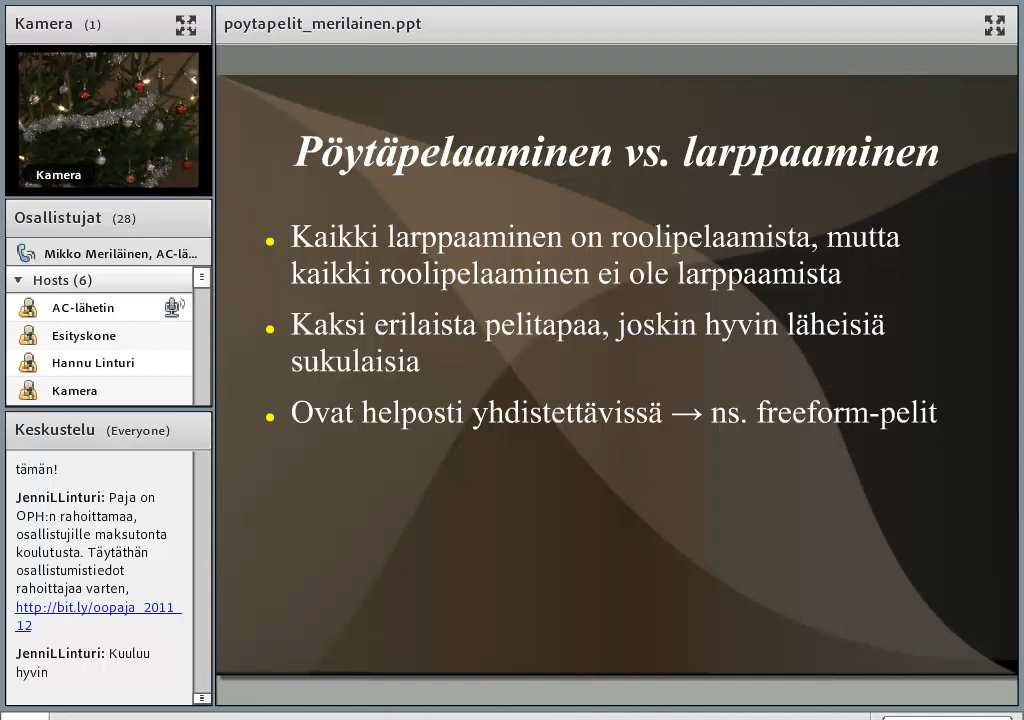 Kamera (1)
Kamera
Osallistujat (28)
Mikko Meriläinen, AC-lä...
Hosts (6)
AC-lähetin
Esityskone
Hannu Linturi
Kamera
Keskustelu (Everyone)
tämän!
JenniLLinturi: Paja on
OPH:n rahoittamaa,
osallistujille maksutonta
koulutusta. Täytäthän
osallistumistiedot
rahoittajaa varten,
http://bit.ly/oopaja_2011_
12
JenniLLinturi: Kuuluu
hyvin
poytapelit_merilainen.ppt
Pöytäpelaaminen vs. larppaaminen
Kaikki larppaaminen on roolipelaamista, mutta
kaikki roolipelaaminen ei ole larppaamista
Kaksi erilaista pelitapaa, joskin hyvin läheisiä
sukulaisia
Ovat helposti yhdistettävissä → ns. freeform-pelit